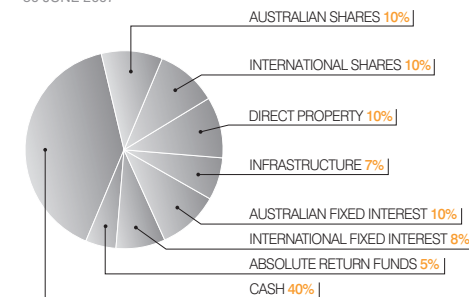 AUSTRALIAN SHARES 10%
INTERNATIONAL SHARES 10%
DIRECT PROPERTY 10%
INFRASTRUCTURE 7%
AUSTRALIAN FIXED INTEREST 10%
INTERNATIONAL FIXED INTEREST 8%
ABSOLUTE RETURN FUNDS 5%
CASH 40%